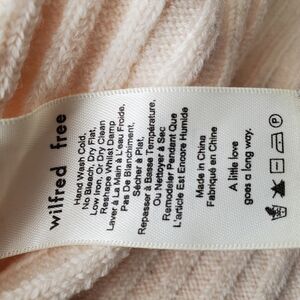 wilfred free
Hand Wash Cold,
No Bleach, Dry Flat,
Low Iron, Or Dry Clean
Reshape Whilst Damp
Laver à La Main à L'eau Froide,
Pas De Blanchiment,
Sécher à Plat,
Repasser à Basse Température,
Ou Nettoyer à Sec
Remodeler Pendant Que
L'article Est Encore Humide
Made in China
Fabriqué en Chine
A little love
goes a long way.